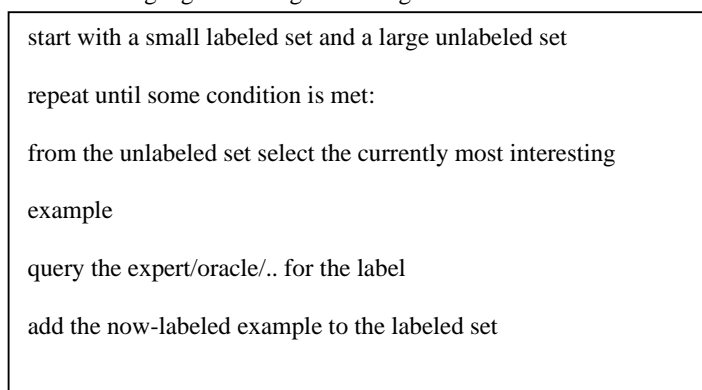 start with a small labeled set and a large unlabeled set
repeat until some condition is met:
from the unlabeled set select the currently most interesting
example
query the expert/oracle/.. for the label
add the now-labeled example to the labeled set